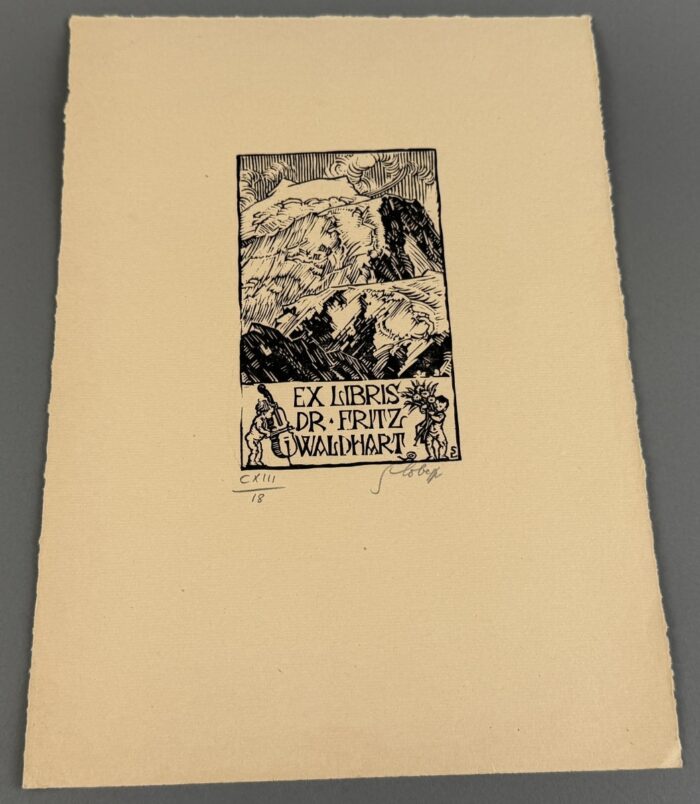 EX LIBRIS
DR · FRITZ
WALDHART
CXIII
18